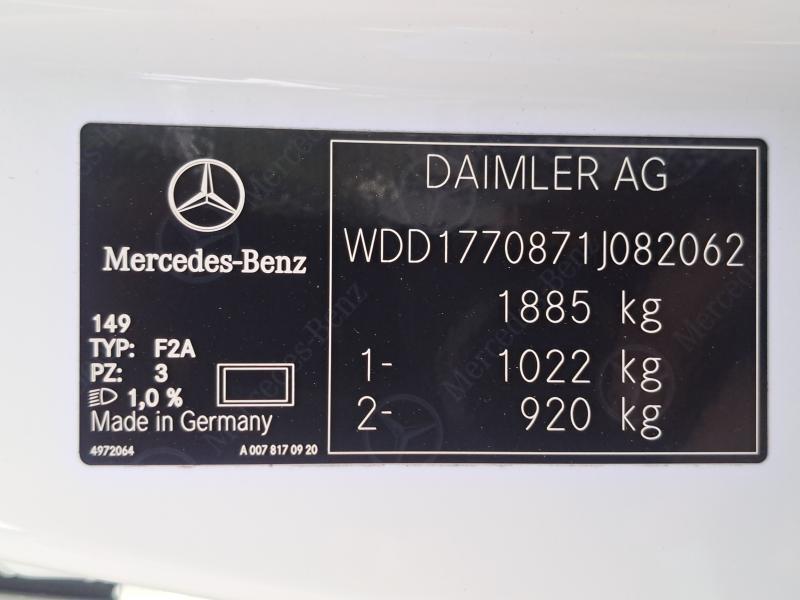 Mercedes-Benz
149
TYP: F2A
PZ: 3
1,0 %
Made in Germany
4972064 A 007 817 09 20
DAIMLER AG
WDD1770871J082062
1885 kg
1- 1022 kg
2- 920 kg